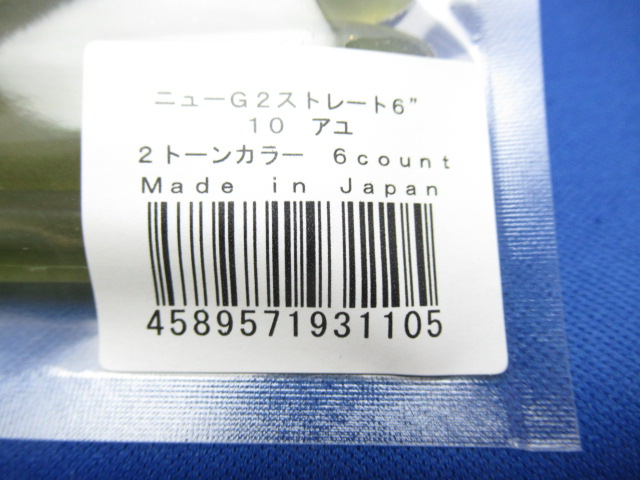 ニューG2ストレート6”
10 アユ
2トーンカラー 6count
Made in Japan
4589571931105